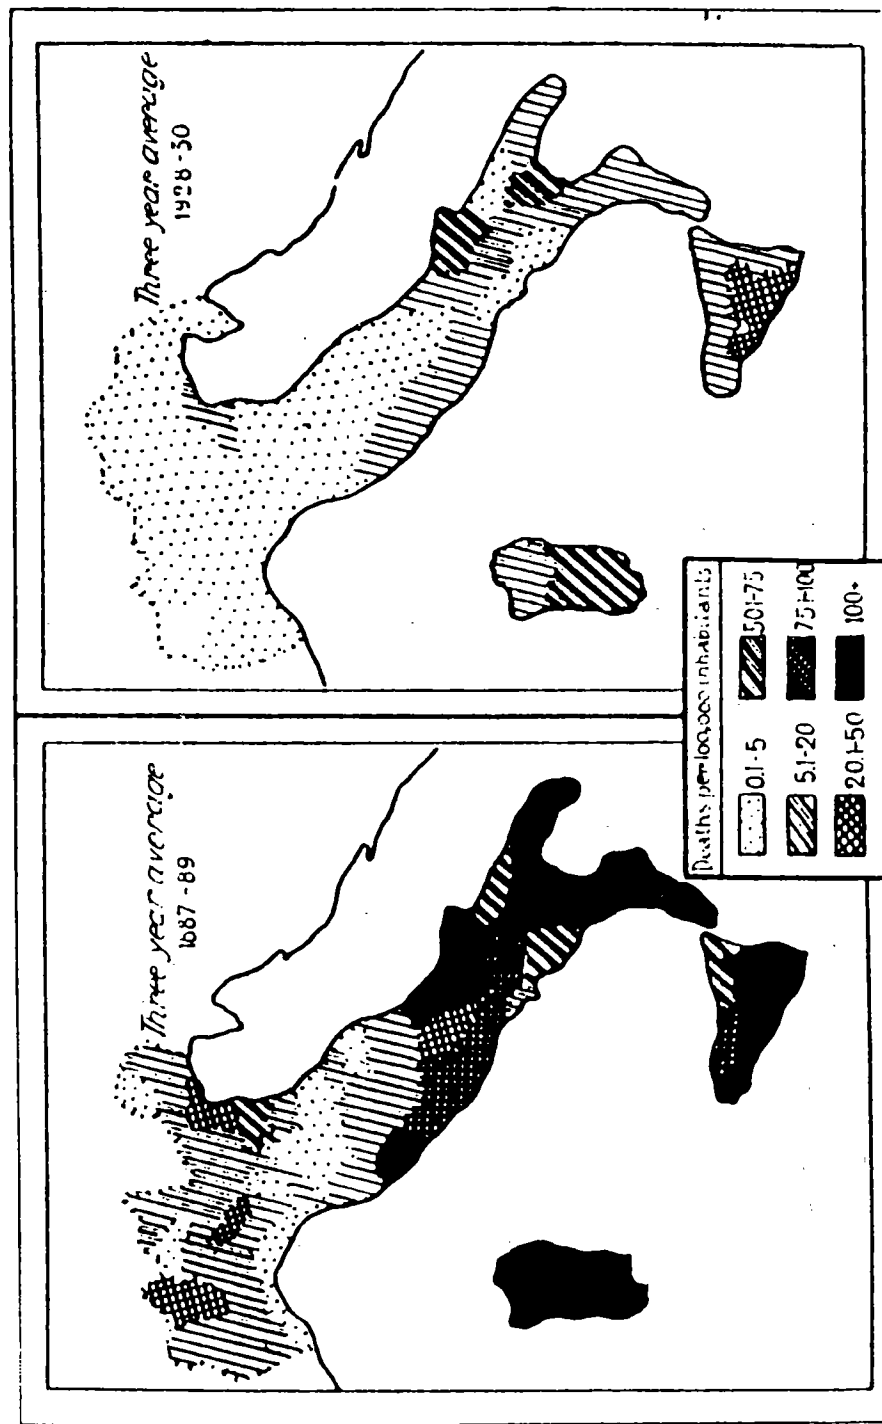 Three year average
1887-89
Three year average
1928-30
Deaths per 100,000 inhabitants
0.1-5
5.1-20
20.1-50
50.1-75
75.1-100
100+